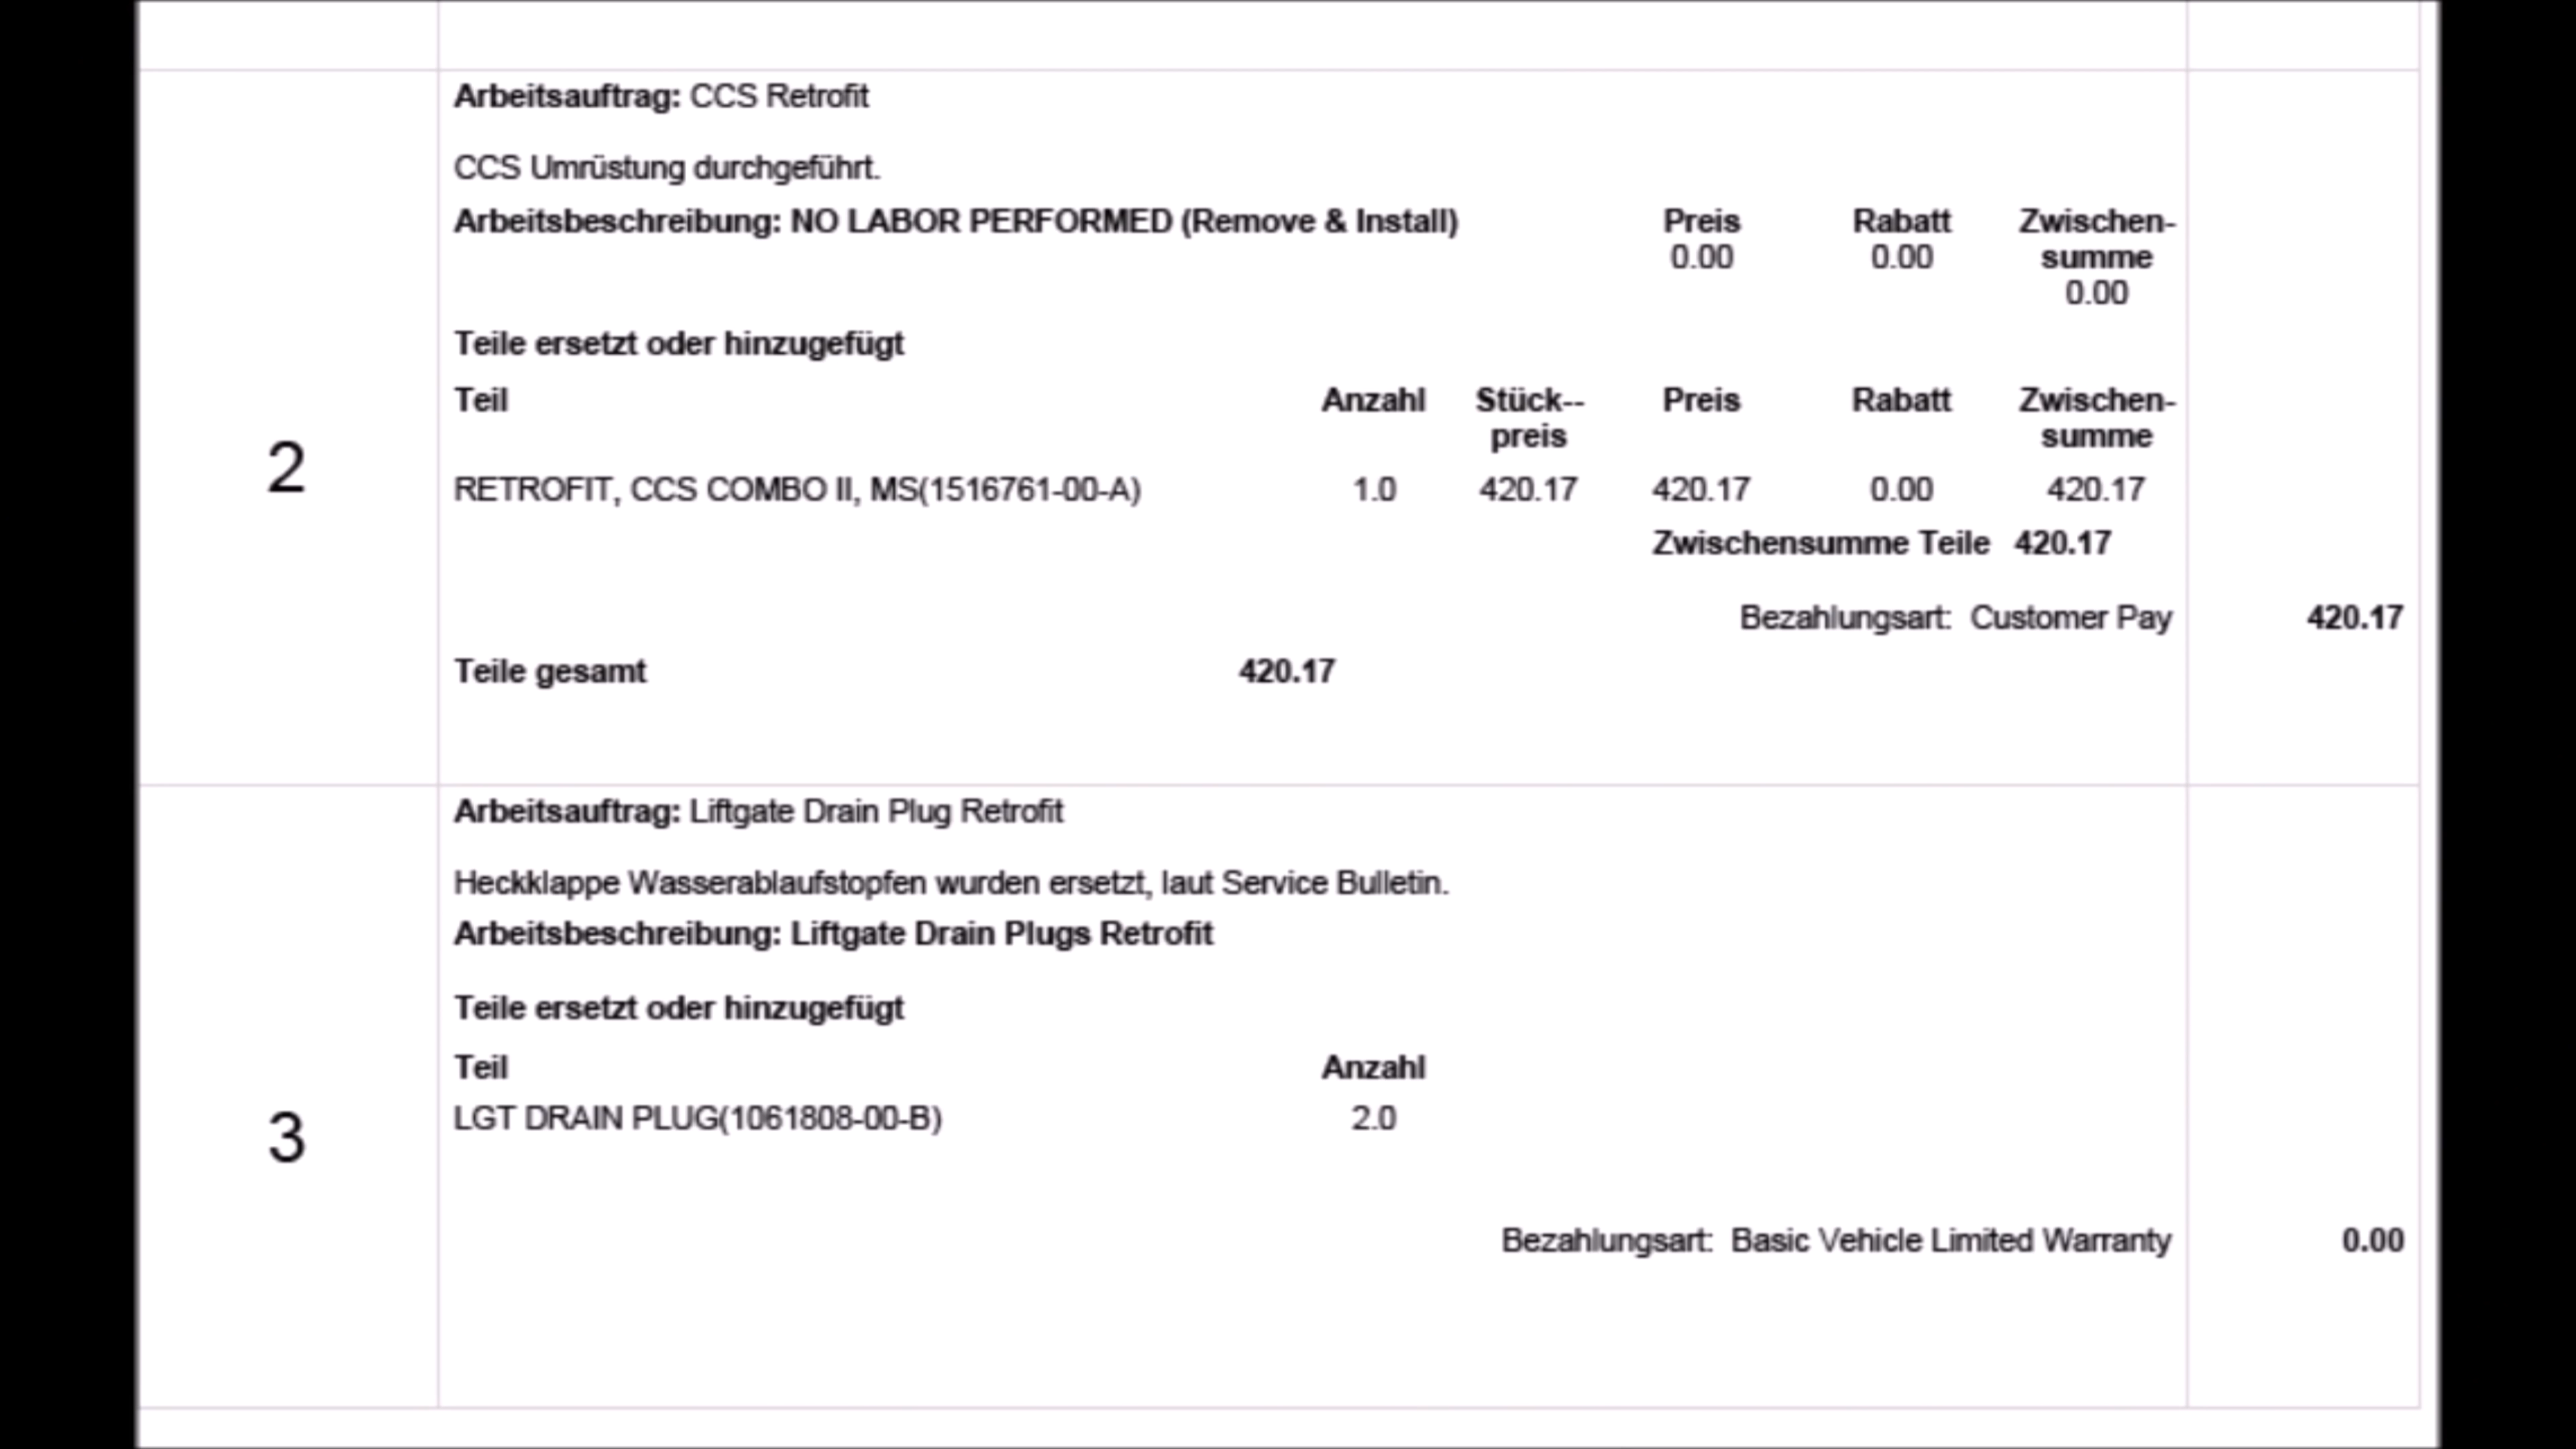 Arbeitsauftrag: CCS Retrofit
CCS Umrüstung durchgeführt.
Arbeitsbeschreibung: NO LABOR PERFORMED (Remove & Install) Preis Rabatt Zwischen-
0.00 0.00 summe
0.00
Teile ersetzt oder hinzugefügt
Teil Anzahl Stück-- Preis Rabatt Zwischen-
preis summe
2
RETROFIT, CCS COMBO II, MS(1516761-00-A) 1.0 420.17 420.17 0.00 420.17
Zwischensumme Teile 420.17
Bezahlungsart: Customer Pay 420.17
Teile gesamt 420.17
Arbeitsauftrag: Liftgate Drain Plug Retrofit
Heckklappe Wasserablaufstopfen wurden ersetzt, laut Service Bulletin.
Arbeitsbeschreibung: Liftgate Drain Plugs Retrofit
Teile ersetzt oder hinzugefügt
Teil Anzahl
LGT DRAIN PLUG(1061808-00-B) 2.0
3
Bezahlungsart: Basic Vehicle Limited Warranty 0.00